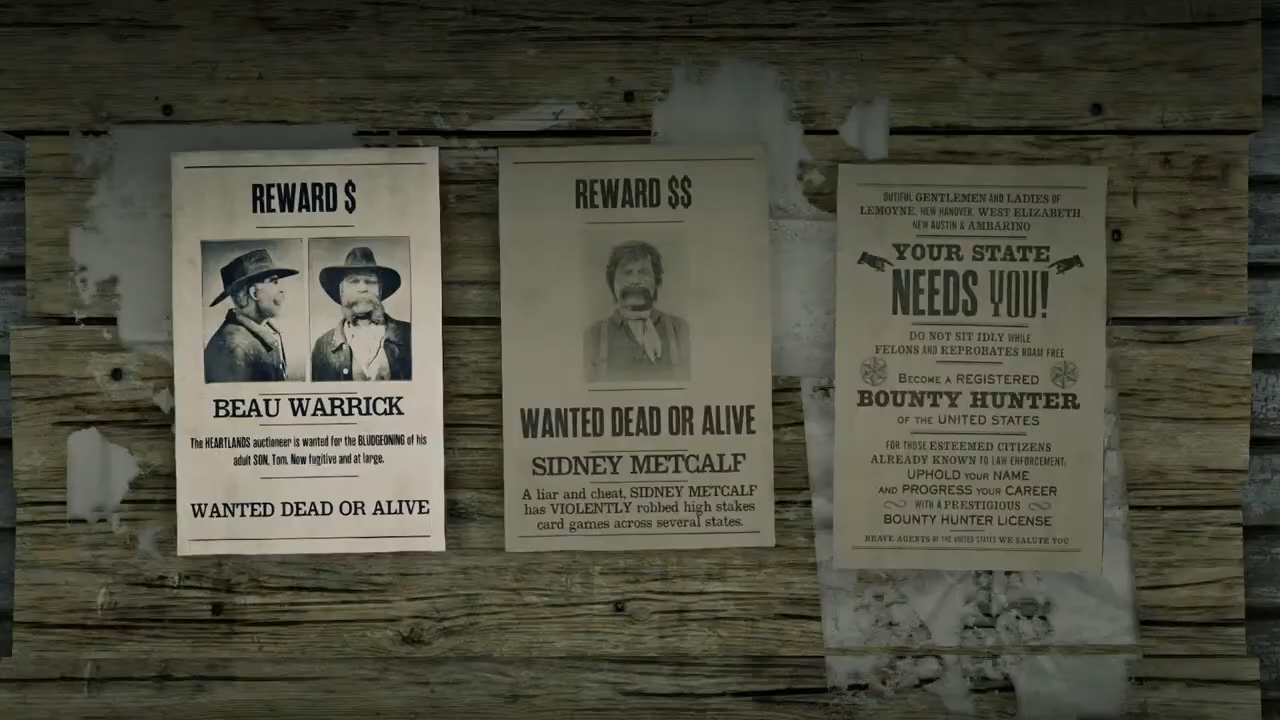 REWARD $
BEAU WARRICK
The HEARTLANDS auctioneer is wanted for the BLUDGEONING of his
adult SON, Tom. Now fugitive and at large.
WANTED DEAD OR ALIVE
REWARD $$
WANTED DEAD OR ALIVE
SIDNEY METCALF
A liar and cheat, SIDNEY METCALF
has VIOLENTLY robbed high stakes
card games across several states.
DUTIFUL GENTLEMEN AND LADIES OF
LEMOYNE, NEW HANOVER, WEST ELIZABETH,
NEW AUSTIN & AMBARINO
YOUR STATE
NEEDS YOU!
DO NOT SIT IDLY WHILE
FELONS AND REPROBATES ROAM FREE
BECOME A REGISTERED
BOUNTY HUNTER
OF THE UNITED STATES
FOR THOSE ESTEEMED CITIZENS
ALREADY KNOWN TO LAW ENFORCEMENT,
UPHOLD YOUR NAME
AND PROGRESS YOUR CAREER
WITH A PRESTIGIOUS
BOUNTY HUNTER LICENSE
BRAVE AGENTS OF THE UNITED STATES WE SALUTE YOU